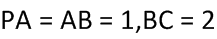 PA = AB = 1,BC = 2